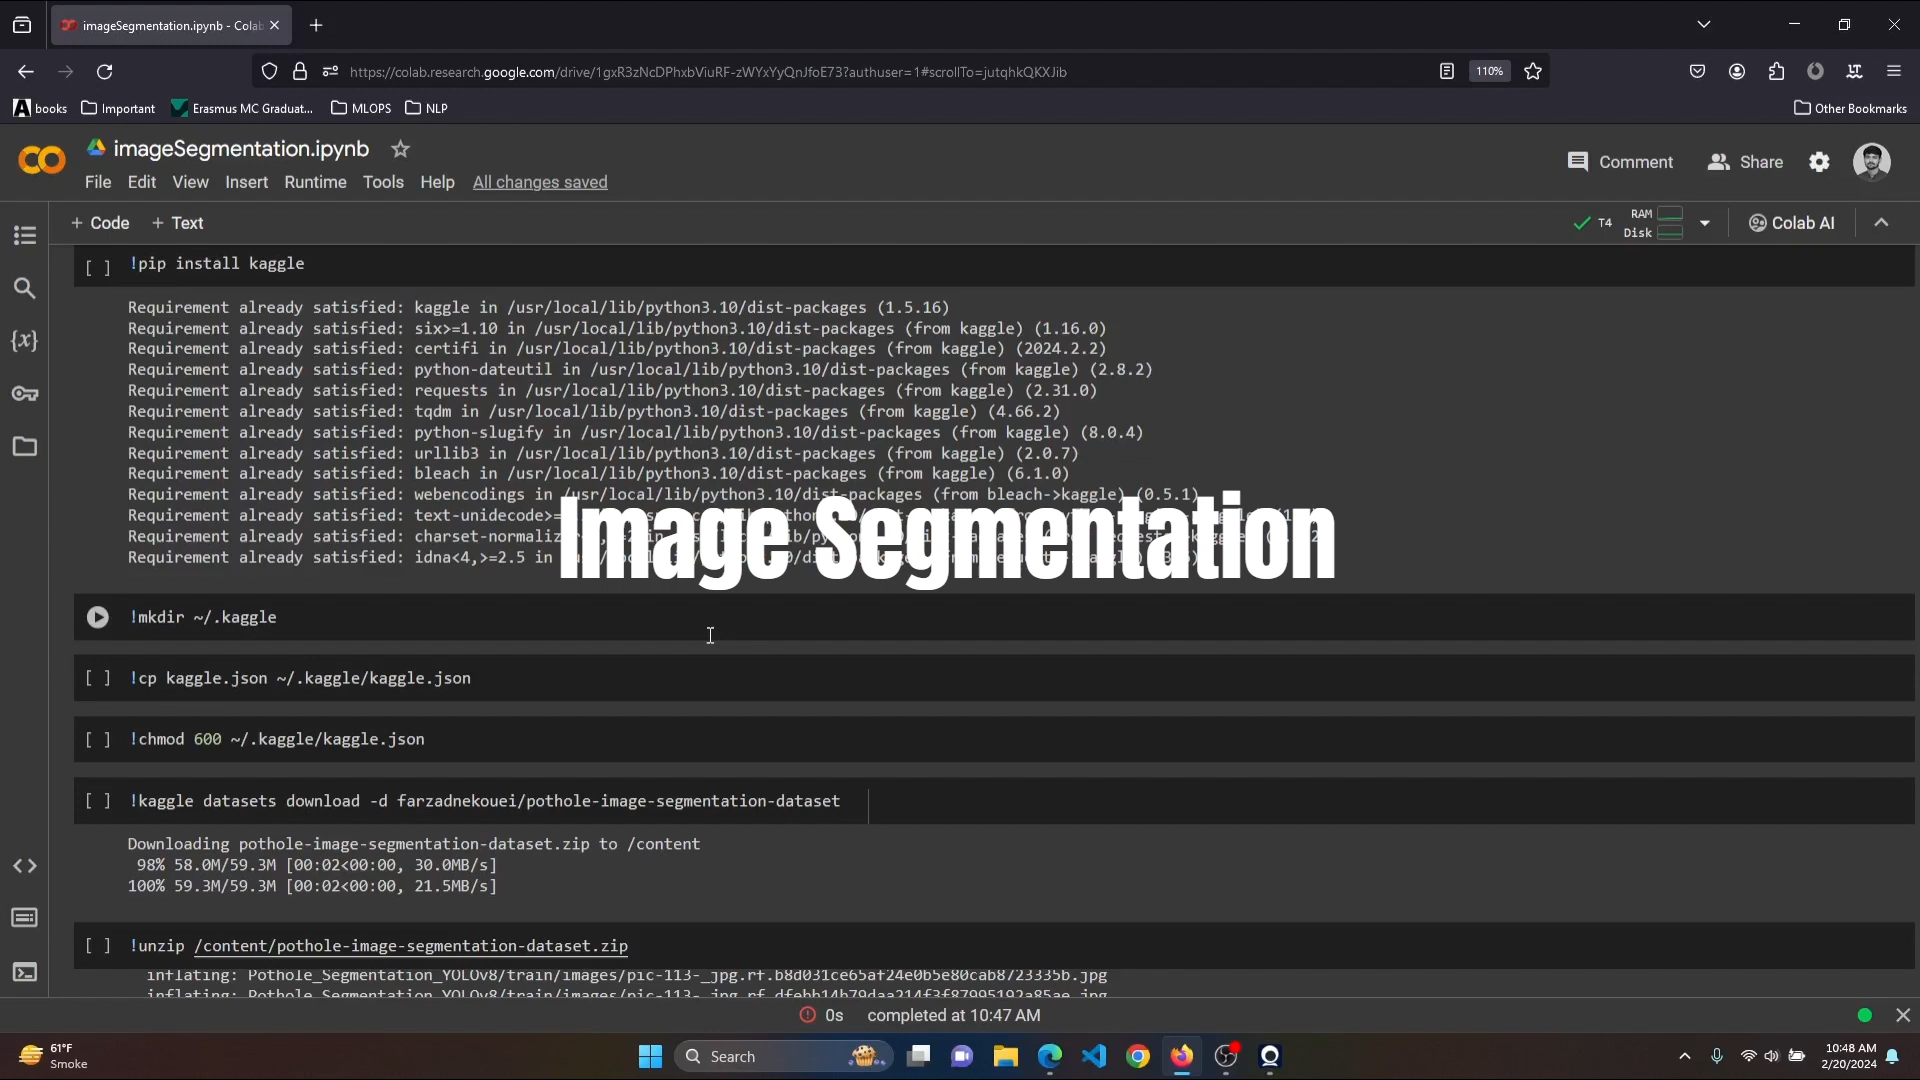 imageSegmentation.ipynb - Colab
https://colab.research.google.com/drive/1gxR3zNcDPhxbViuRF-zWYxYyQnJfoE73?authuser=1#scrollTo=jutqhkQKXJib
110%
books
Important
Erasmus MC Graduat...
MLOPS
NLP
Other Bookmarks
imageSegmentation.ipynb
Comment
Share
File Edit View Insert Runtime Tools Help All changes saved
+ Code + Text
T4
RAM
Disk
Colab AI
[ ] !pip install kaggle
Requirement already satisfied: kaggle in /usr/local/lib/python3.10/dist-packages (1.5.16)
Requirement already satisfied: six>=1.10 in /usr/local/lib/python3.10/dist-packages (from kaggle) (1.16.0)
Requirement already satisfied: certifi in /usr/local/lib/python3.10/dist-packages (from kaggle) (2024.2.2)
Requirement already satisfied: python-dateutil in /usr/local/lib/python3.10/dist-packages (from kaggle) (2.8.2)
Requirement already satisfied: requests in /usr/local/lib/python3.10/dist-packages (from kaggle) (2.31.0)
Requirement already satisfied: tqdm in /usr/local/lib/python3.10/dist-packages (from kaggle) (4.66.2)
Requirement already satisfied: python-slugify in /usr/local/lib/python3.10/dist-packages (from kaggle) (8.0.4)
Requirement already satisfied: urllib3 in /usr/local/lib/python3.10/dist-packages (from kaggle) (2.0.7)
Requirement already satisfied: bleach in /usr/local/lib/python3.10/dist-packages (from kaggle) (6.1.0)
Requirement already satisfied: webencodings in /usr/local/lib/python3.10/dist-packages (from bleach->kaggle) (0.5.1)
Requirement already satisfied: text-unidecode>=
Requirement already satisfied:
Requirement already satisfied: idna<4,>=2.5 in
Image Segmentation
!mkdir ~/.kaggle
[ ] !cp kaggle.json ~/.kaggle/kaggle.json
[ ] !chmod 600 ~/.kaggle/kaggle.json
[ ] !kaggle datasets download -d farzadnekouei/pothole-image-segmentation-dataset
Downloading pothole-image-segmentation-dataset.zip to /content
98% 58.0M/59.3M [00:02<00:00, 30.0MB/s]
100% 59.3M/59.3M [00:02<00:00, 21.5MB/s]
[ ] !unzip /content/pothole-image-segmentation-dataset.zip
inflating: Pothole_Segmentation_YOLOv8/train/images/pic-113-_jpg.rf.b8d031ce65af24e0b5e80cab8723335b.jpg
inflating: Pothole_Segmentation_YOLOv8/train/images/pic-113-_jpg.rf.dfebb14b79daa214f3f87995192a85ae.jpg
0s completed at 10:47 AM
61°F
Smoke
Search
10:48 AM
2/20/2024